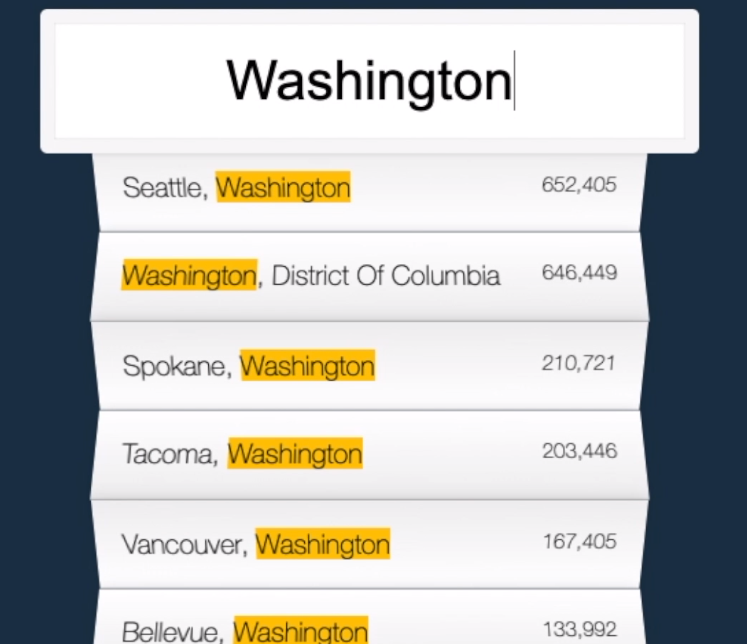 Washington
Seattle, Washington 652,405
Washington, District Of Columbia 646,449
Spokane, Washington 210,721
Tacoma, Washington 203,446
Vancouver, Washington 167,405
Bellevue, Washington 133,992